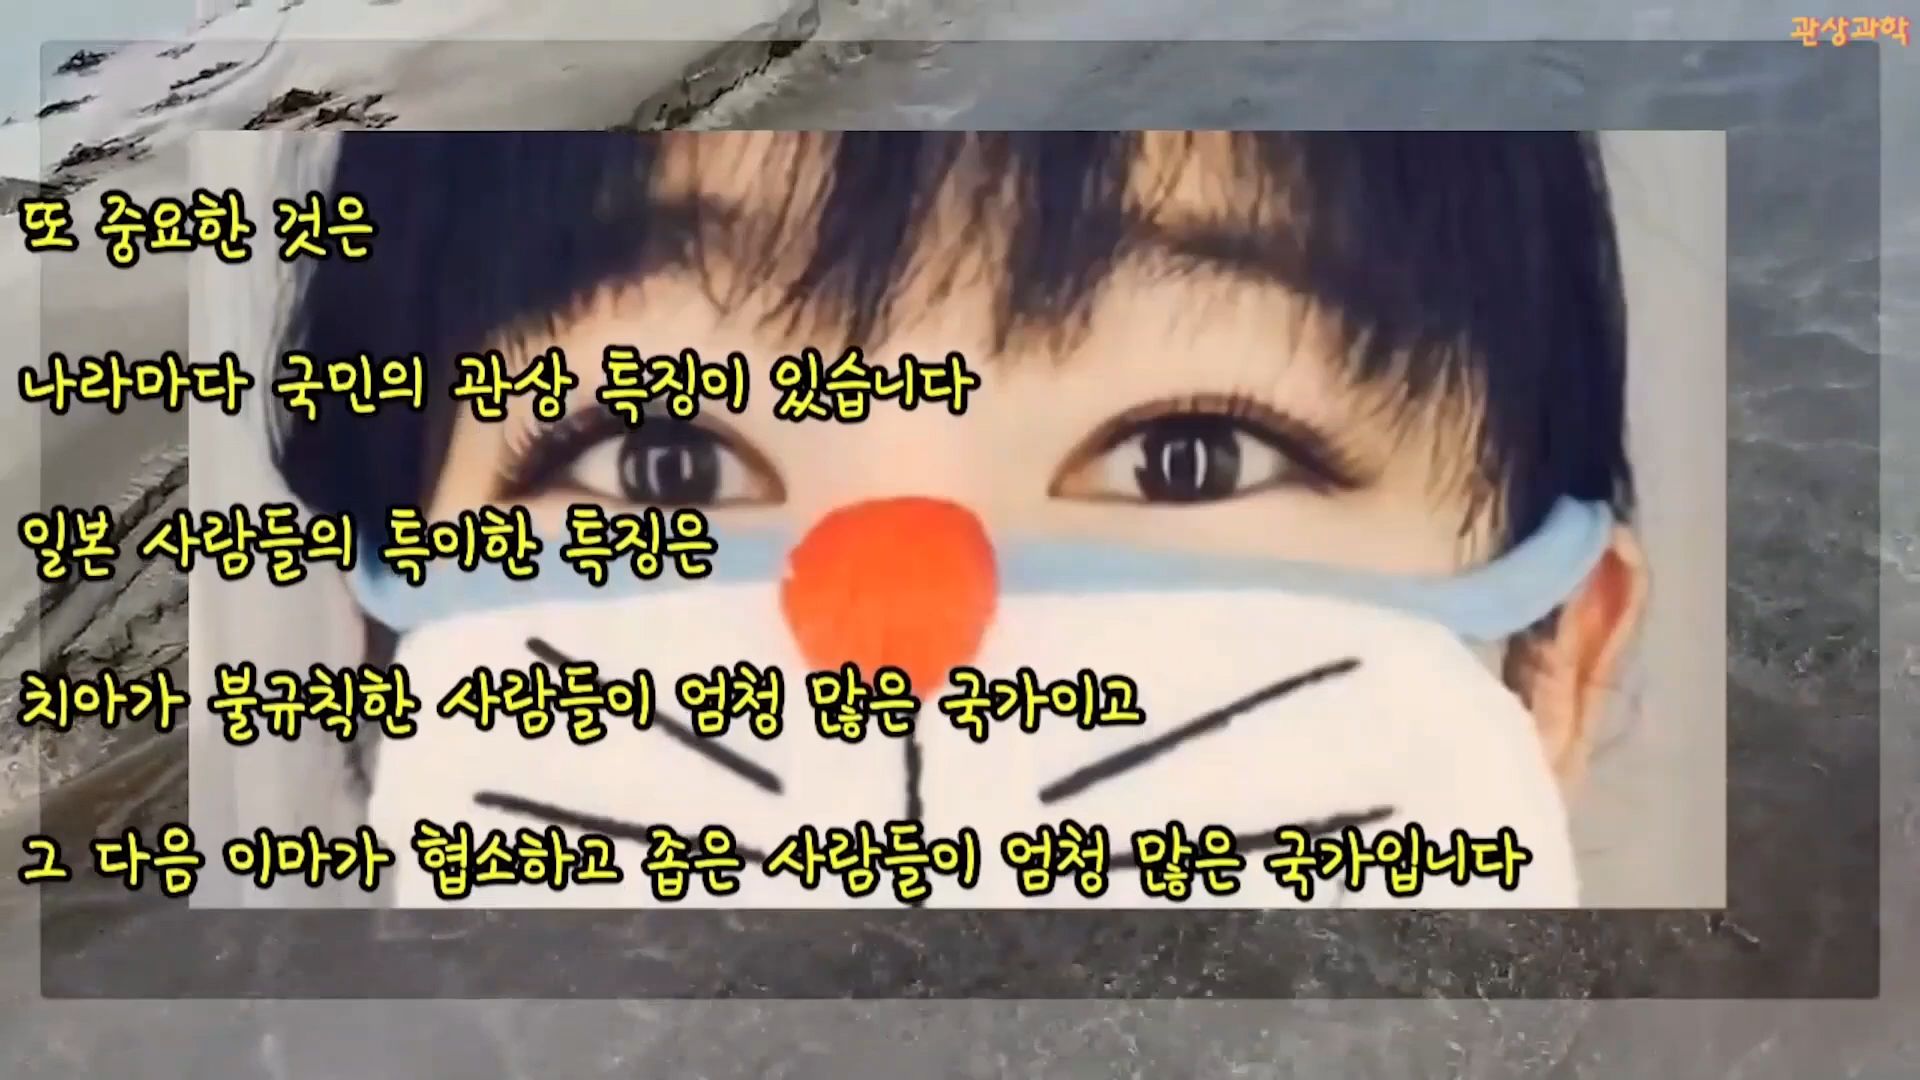 관상과학
또 중요한 것은
나라마다 국민의 관상 특징이 있습니다
일본 사람들의 특이한 특징은
치아가 불규칙한 사람들이 엄청 많은 국가이고
그 다음 이마가 협소하고 좁은 사람들이 엄청 많은 국가입니다